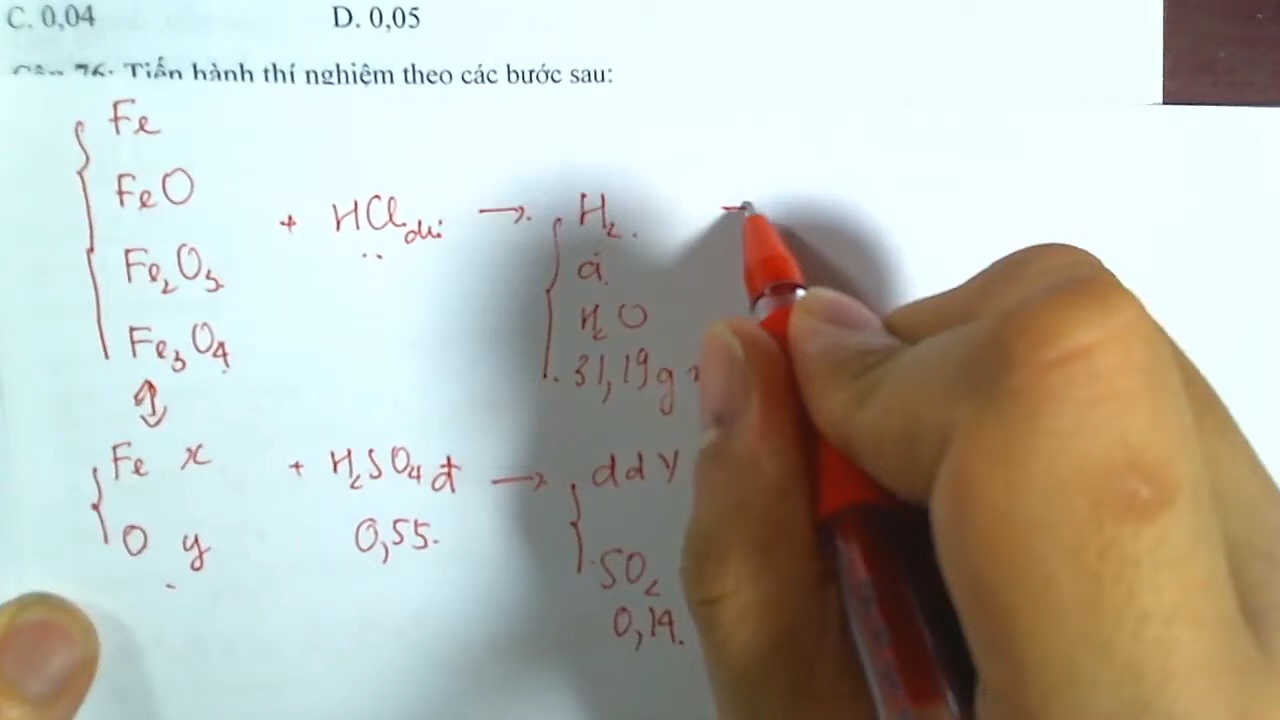 C. 0,04 D. 0,05
76. Tiến hành thí nghiệm theo các bước sau:
Fe
FeO
Fe₂O₃
Fe₃O₄
+ HCl dư →
H₂. →
a
H₂O
31,19g
Fe x + H₂SO₄ đ → dd Y
O y 0,55.
SO₂
0,14.